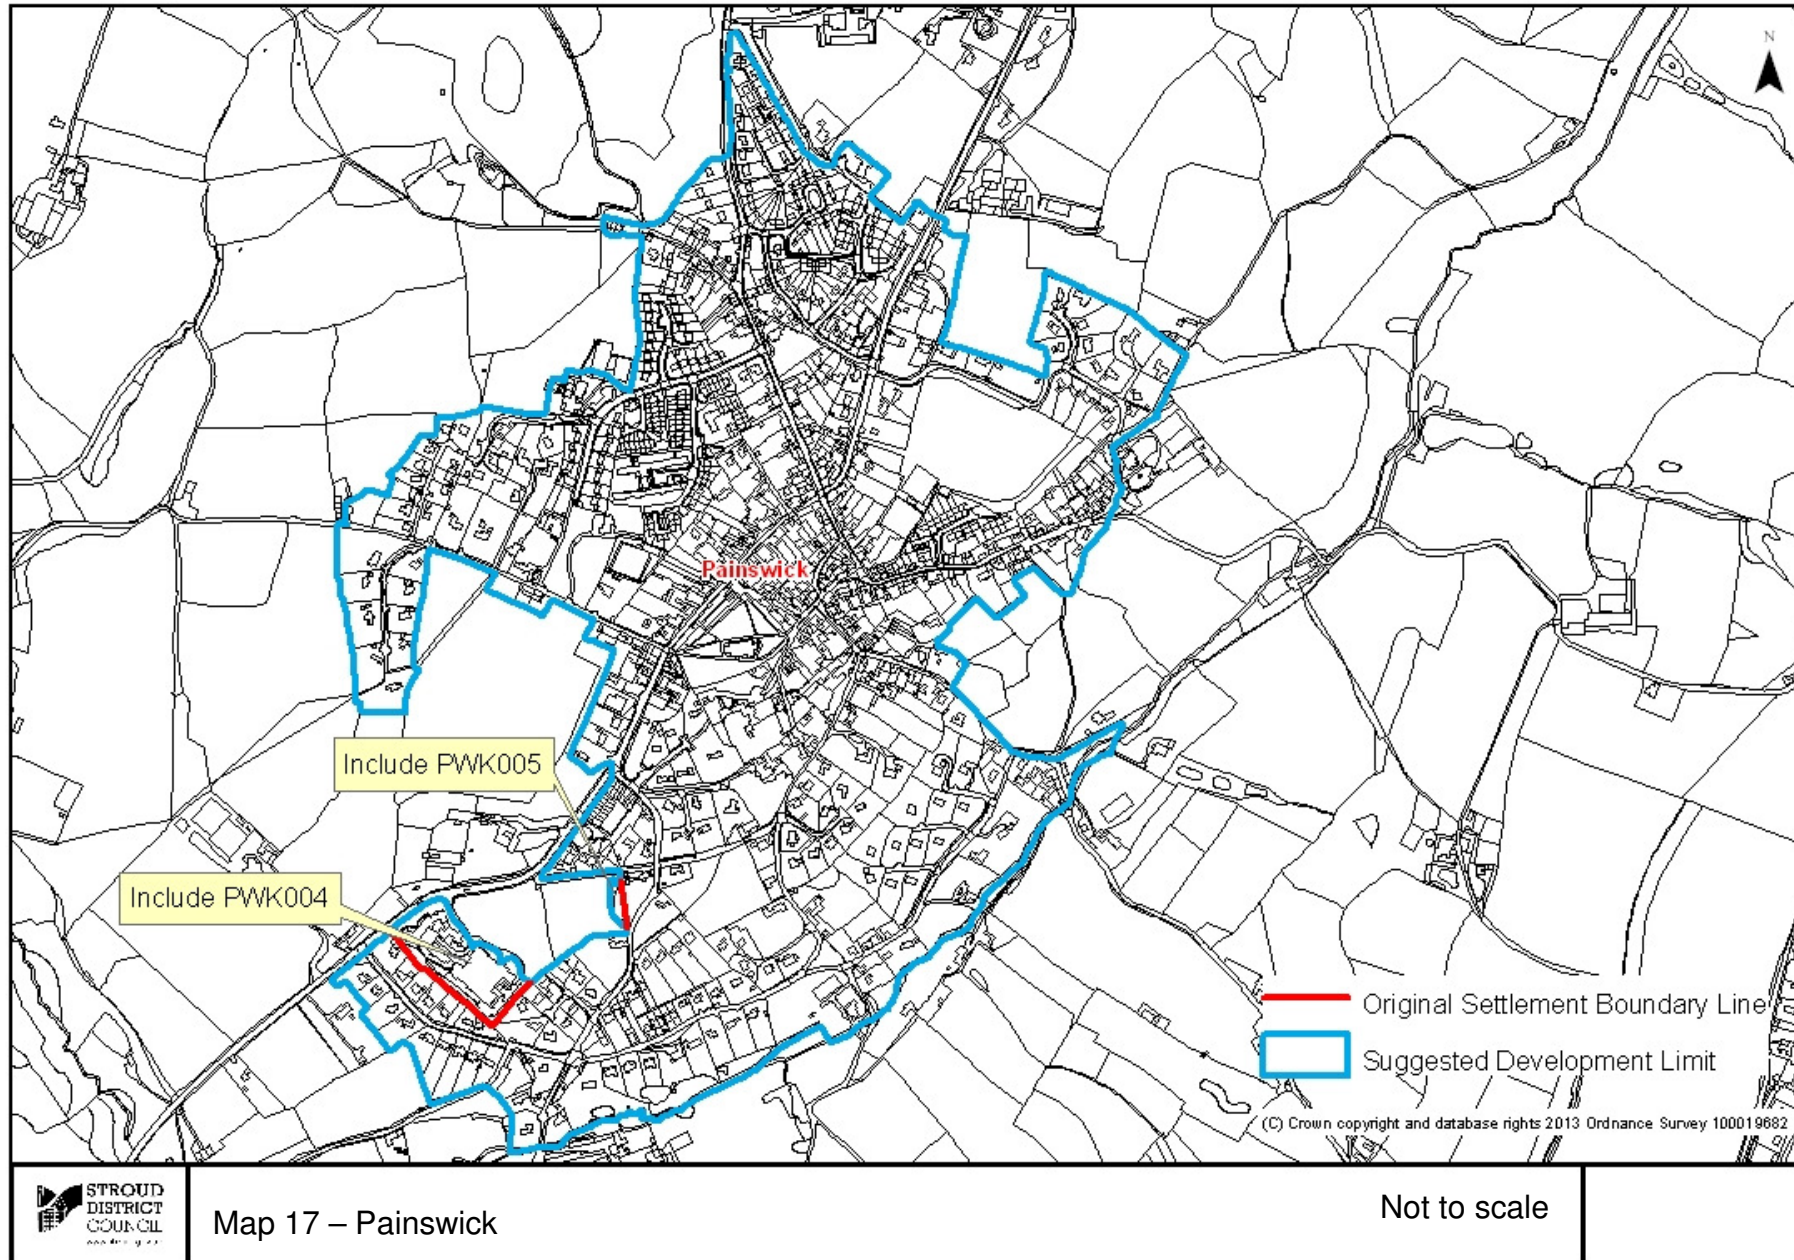 N
Painswick
Include PWK005
Include PWK004
Original Settlement Boundary Line
Suggested Development Limit
(C) Crown copyright and database rights 2013 Ordnance Survey 100019682
STROUD
DISTRICT
COUNCIL
Map 17 – Painswick
Not to scale